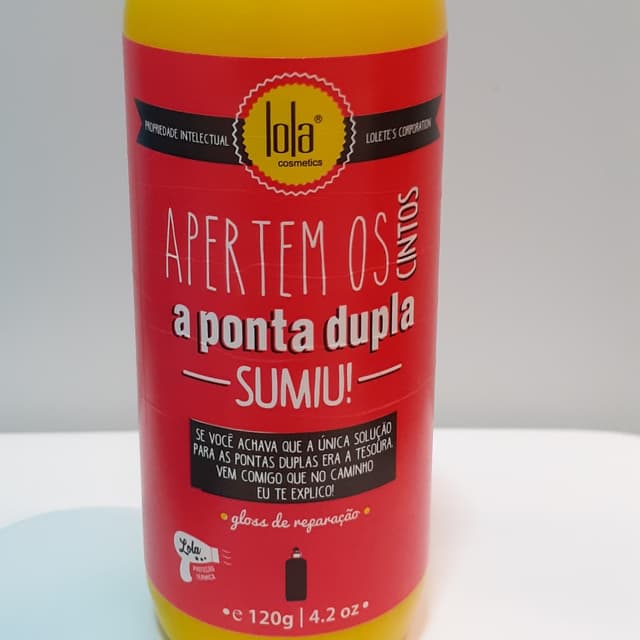 PROPRIEDADE INTELECTUAL
lola®
cosmetics
LOLETE'S CORPORATION
APERTEM OS CINTOS
a ponta dupla
SUMIU!
SE VOCÊ ACHAVA QUE A ÚNICA SOLUÇÃO
PARA AS PONTAS DUPLAS ERA A TESOURA,
VEM COMIGO QUE NO CAMINHO
EU TE EXPLICO!
• gloss de reparação •
Lola
PROTEÇÃO
TÉRMICA
• e 120g | 4.2 oz •